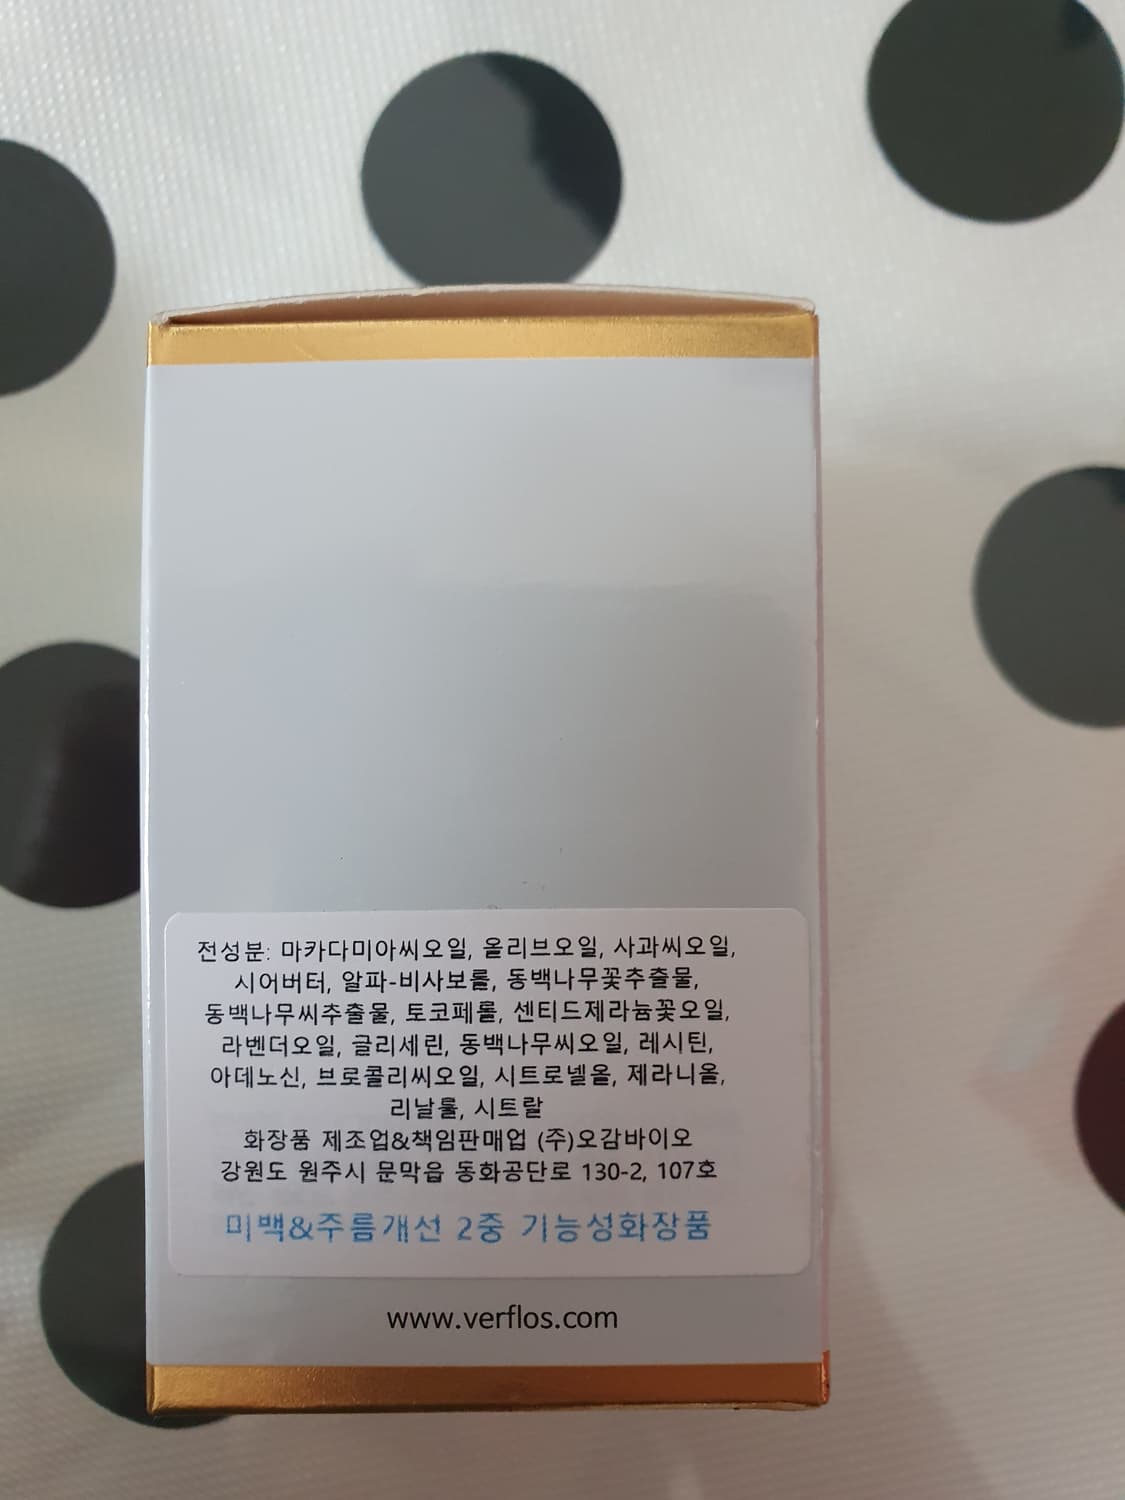 전성분: 마카다미아씨오일, 올리브오일, 사과씨오일,
시어버터, 알파-비사보롤, 동백나무꽃추출물,
동백나무씨추출물, 토코페롤, 센티드제라늄꽃오일,
라벤더오일, 글리세린, 동백나무씨오일, 레시틴,
아데노신, 브로콜리씨오일, 시트로넬올, 제라니올,
리날룰, 시트랄
화장품 제조업&책임판매업 (주)오감바이오
강원도 원주시 문막읍 동화공단로 130-2, 107호
미백&주름개선 2중 기능성화장품
www.verflos.com